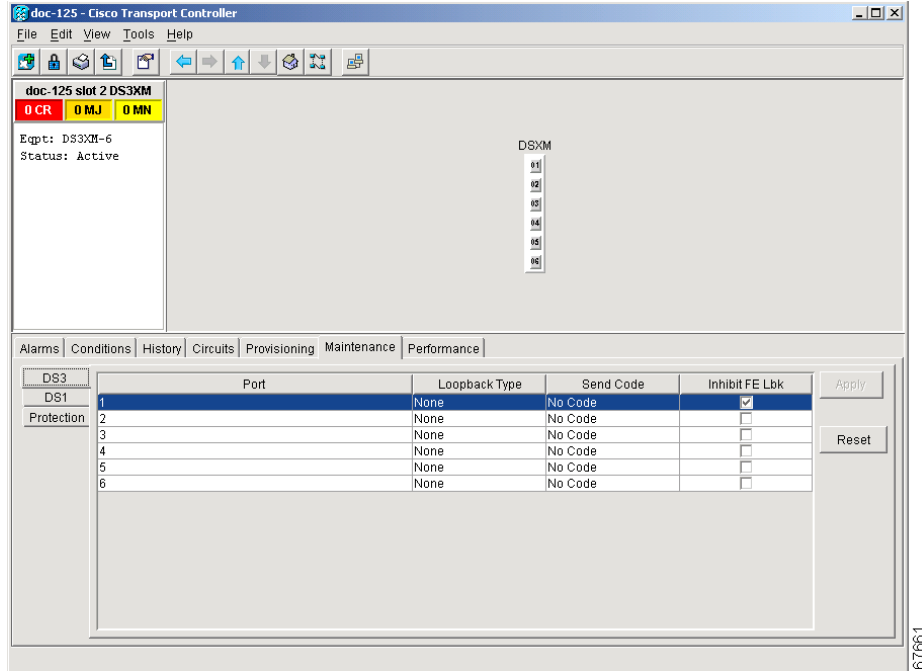 doc-125 - Cisco Transport Controller
File Edit View Tools Help
doc-125 slot 2 DS3XM
0 CR 0 MJ 0 MN
Eqpt: DS3XM-6
Status: Active
DSXM
01
02
03
04
05
06
Alarms Conditions History Circuits Provisioning Maintenance Performance
DS3
DS1
Protection
Port Loopback Type Send Code Inhibit FE Lbk
1 None No Code
2 None No Code
3 None No Code
4 None No Code
5 None No Code
6 None No Code
Apply
Reset
67661